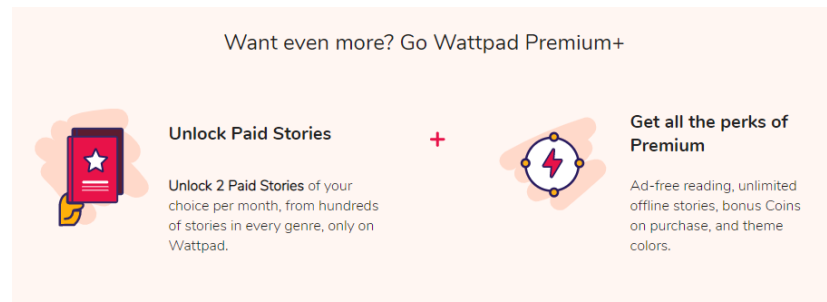 Want even more? Go Wattpad Premium+
Unlock Paid Stories
Unlock 2 Paid Stories of your
choice per month, from hundreds
of stories in every genre, only on
Wattpad.
+
Get all the perks of
Premium
Ad-free reading, unlimited
offline stories, bonus Coins
on purchase, and theme
colors.